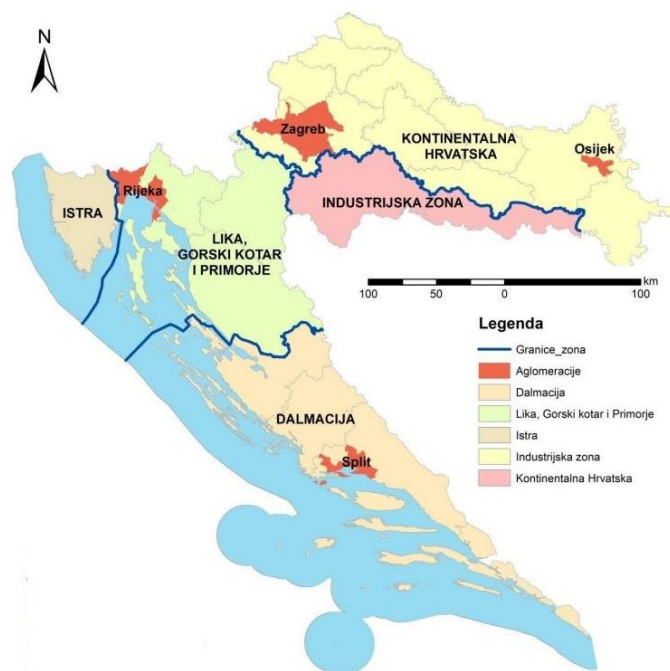 N
Zagreb
KONTINENTALNA
HRVATSKA
Osijek
Rijeka
ISTRA
INDUSTRIJSKA ZONA
LIKA,
GORSKI KOTAR
I PRIMORJE
km
100 50 0 100
Legenda
Granice_zona
Aglomeracije
Dalmacija
Lika, Gorski kotar i Primorje
Istra
Industrijska zona
Kontinentalna Hrvatska
DALMACIJA
Split